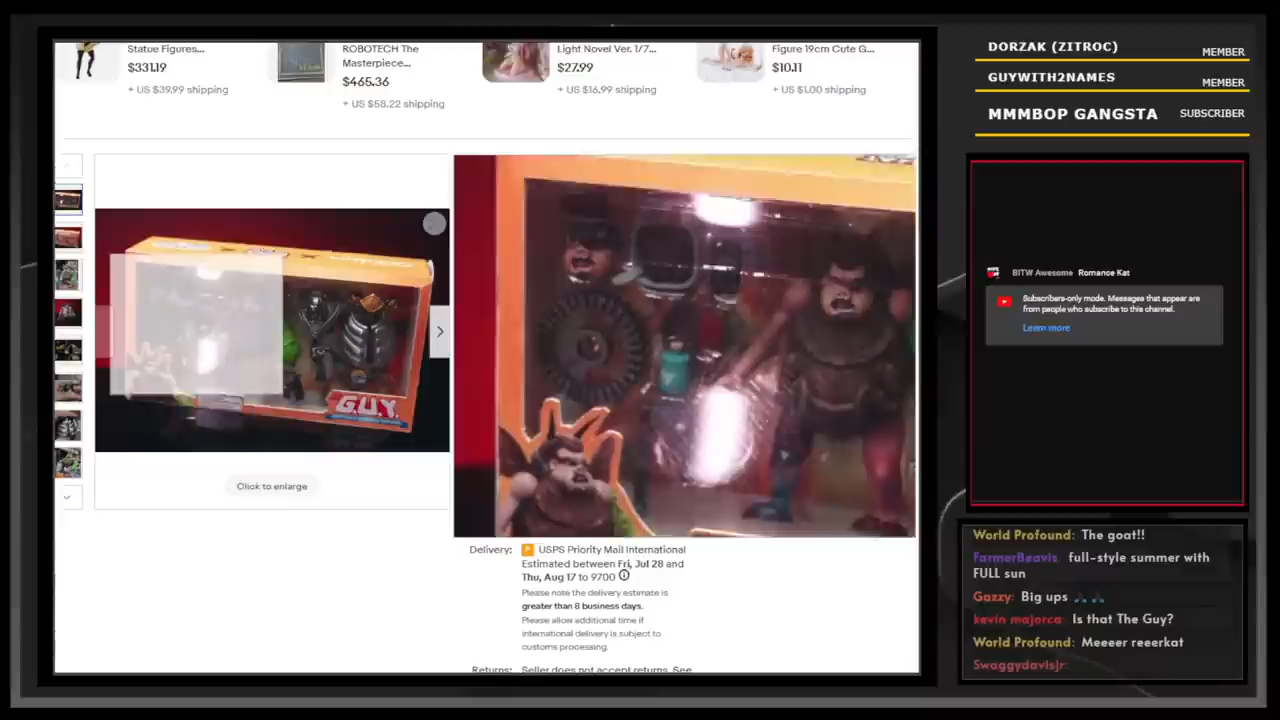 Statue Figures...
$331.19
+ US $39.99 shipping
ROBOTECH The
Masterpiece...
$465.36
+ US $58.22 shipping
Light Novel Ver. 1/7...
$27.99
+ US $16.99 shipping
Figure 19cm Cute G...
$10.11
+ US $1.00 shipping
G.U.Y.
Click to enlarge
Delivery:
P
USPS Priority Mail International
Estimated between Fri, Jul 28 and
Thu, Aug 17 to 9700
Please note the delivery estimate is
greater than 8 business days.
Please allow additional time if
international delivery is subject to
customs processing.
Returns:
Seller does not accept returns. See
DORZAK (ZITROC)
MEMBER
GUYWITH2NAMES
MEMBER
MMMBOP GANGSTA
SUBSCRIBER
BITW Awesome Romance Kat
Subscribers-only mode. Messages that appear are
from people who subscribe to this channel.
Learn more
World Profound: The goat!!
FarmerBeavis: full-style summer with
FULL sun
Gazzy: Big ups
kevin majorca: Is that The Guy?
World Profound: Meeeer reeerkat
Swaggydavisjr: